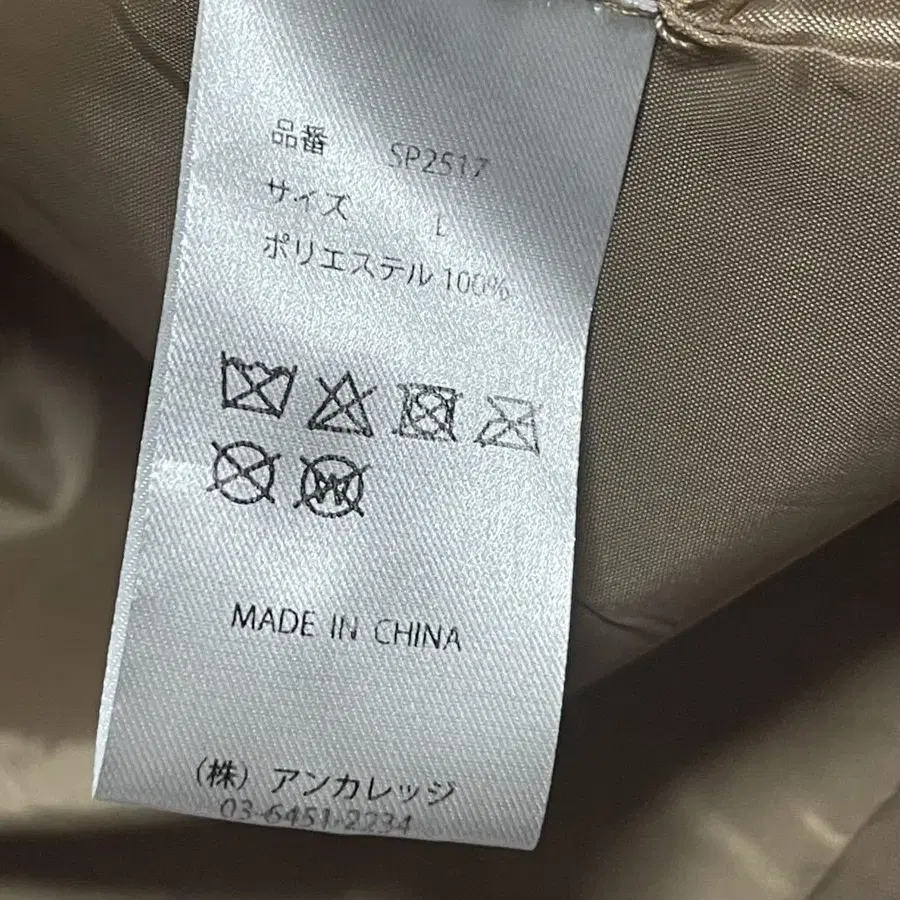 品番 SP2517
サイズ L
ポリエステル 100%
W
MADE IN CHINA
(株) アンカレッジ
03-6451-2234